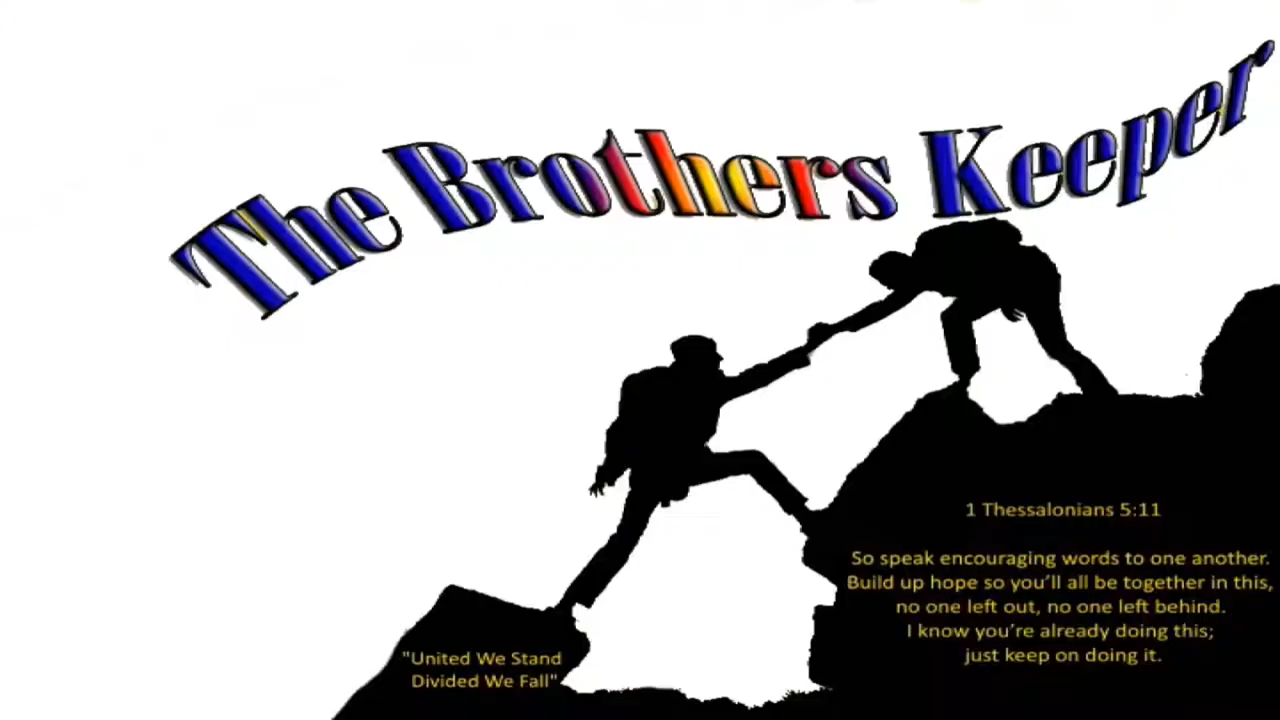 The Brothers Keeper
1 Thessalonians 5:11
So speak encouraging words to one another.
Build up hope so you'll all be together in this,
no one left out, no one left behind.
I know you're already doing this;
just keep on doing it.
"United We Stand
Divided We Fall"